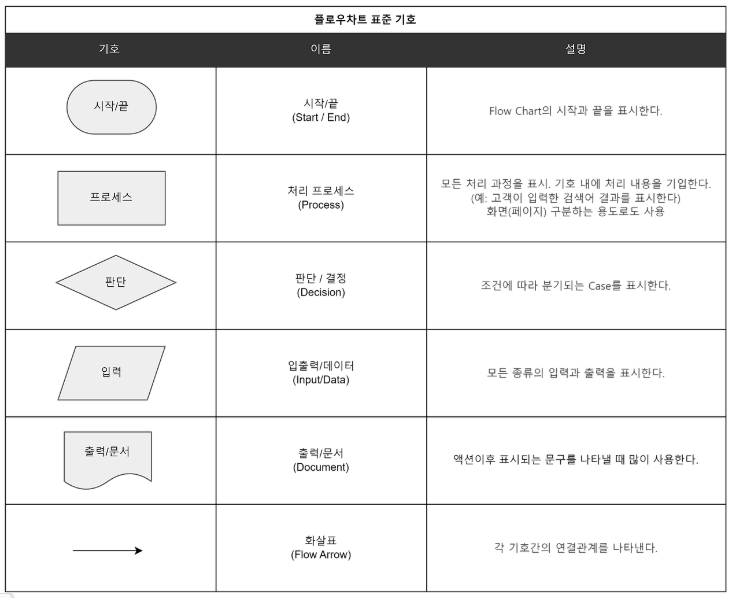 플로우차트 표준 기호
기호 이름 설명
시작/끝
시작/끝
(Start / End)
Flow Chart의 시작과 끝을 표시한다.
프로세스
처리 프로세스
(Process)
모든 처리 과정을 표시. 기호 내에 처리 내용을 기입한다.
(예: 고객이 입력한 검색어 결과를 표시한다)
화면(페이지) 구분하는 용도로도 사용
판단
판단 / 결정
(Decision)
조건에 따라 분기되는 Case를 표시한다.
입력
입출력/데이터
(Input/Data)
모든 종류의 입력과 출력을 표시한다.
출력/문서
출력/문서
(Document)
액션이후 표시되는 문구를 나타낼 때 많이 사용한다.
화살표
(Flow Arrow)
각 기호간의 연결관계를 나타낸다.